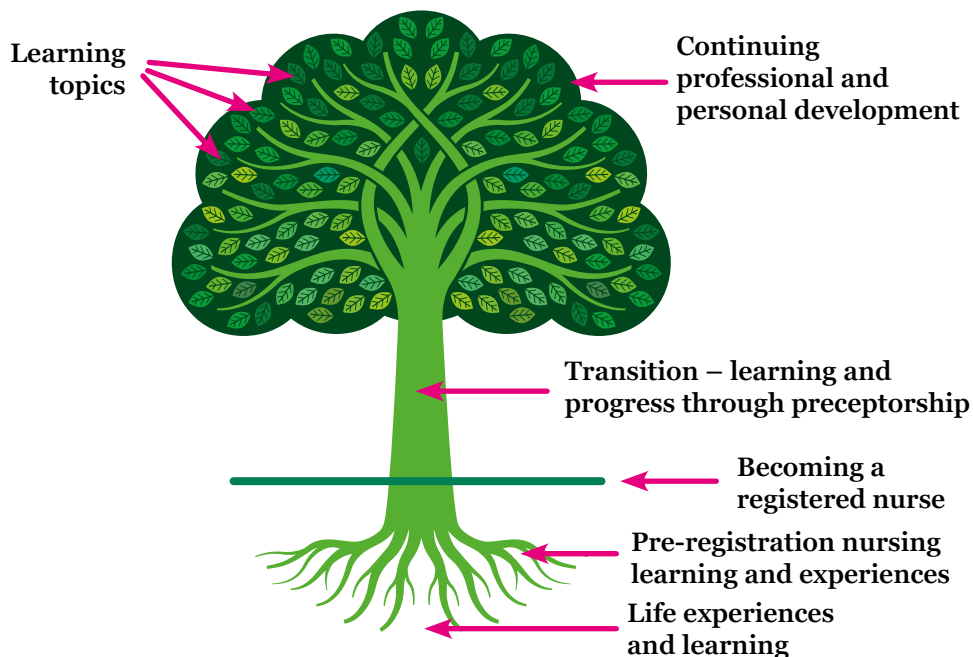 Learning
topics
Continuing
professional and
personal development
Transition – learning and
progress through preceptorship
Becoming a
registered nurse
Pre-registration nursing
learning and experiences
Life experiences
and learning